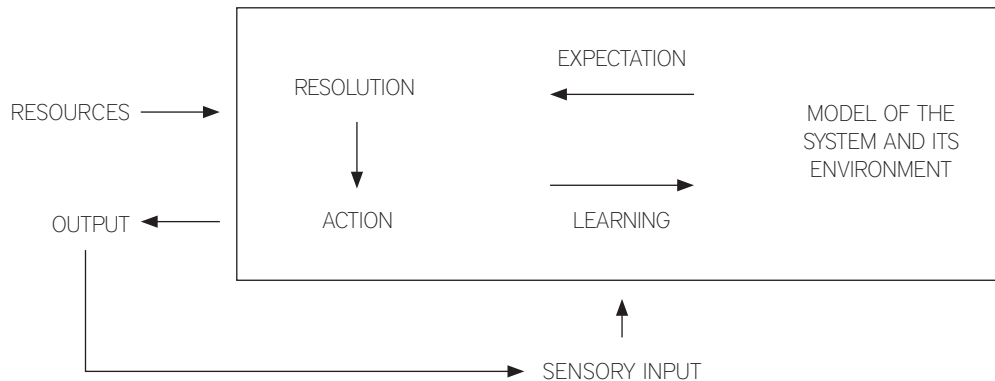 EXPECTATION
RESOLUTION
RESOURCES
MODEL OF THE
SYSTEM AND ITS
ENVIRONMENT
OUTPUT
ACTION
LEARNING
SENSORY INPUT